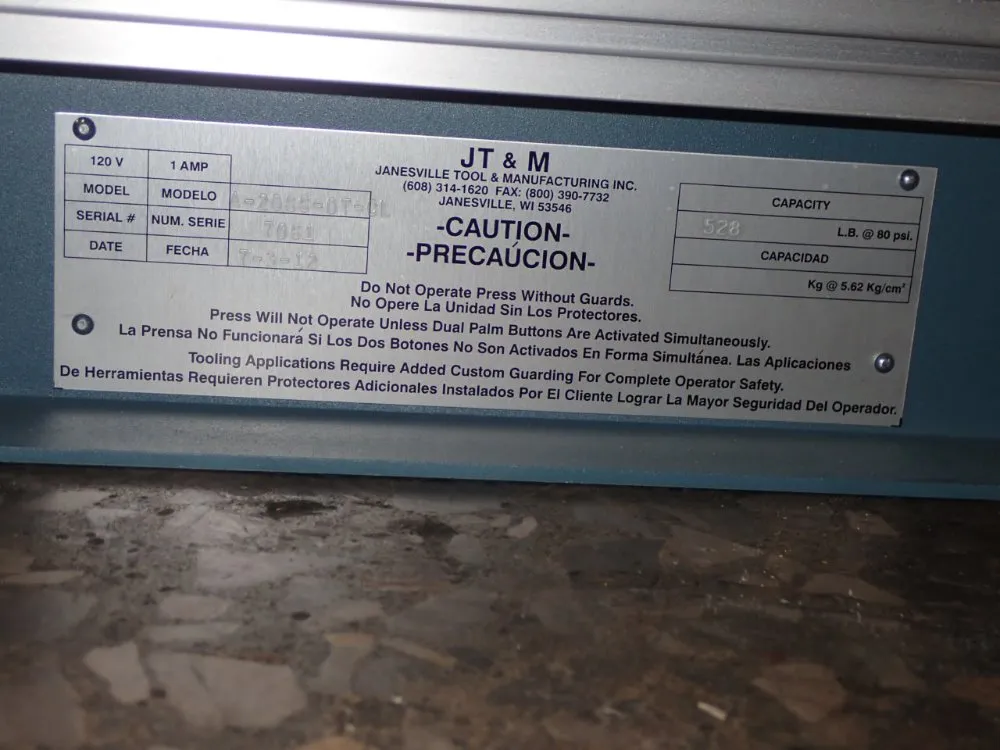 120 V 1 AMP
MODEL MODELO
SERIAL # NUM. SERIE 7651
DATE FECHA 7-3-12
JT & M
JANESVILLE TOOL & MANUFACTURING INC.
(608) 314-1620 FAX: (800) 390-7732
JANESVILLE, WI 53546
-CAUTION-
-PRECAÚCION-
CAPACITY
528 L.B. @ 80 psi.
CAPACIDAD
Kg @ 5.62 Kg/cm²
Do Not Operate Press Without Guards.
No Opere La Unidad Sin Los Protectores.
Press Will Not Operate Unless Dual Palm Buttons Are Activated Simultaneously.
La Prensa No Funcionará Si Los Dos Botones No Son Activados En Forma Simultánea. Las Aplicaciones
Tooling Applications Require Added Custom Guarding For Complete Operator Safety.
De Herramientas Requieren Protectores Adicionales Instalados Por El Cliente Lograr La Mayor Seguridad Del Operador.